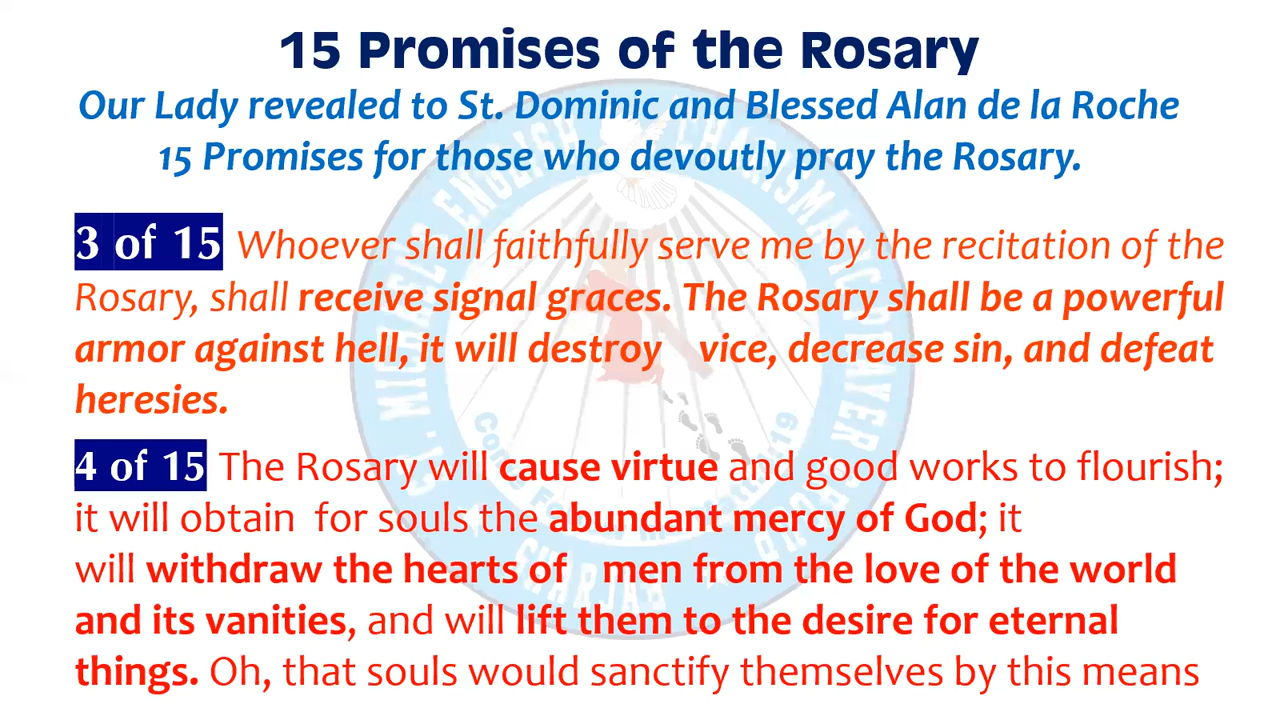 15 Promises of the Rosary
Our Lady revealed to St. Dominic and Blessed Alan de la Roche
15 Promises for those who devoutly pray the Rosary.
3 of 15 Whoever shall faithfully serve me by the recitation of the
Rosary, shall receive signal graces. The Rosary shall be a powerful
armor against hell, it will destroy vice, decrease sin, and defeat
heresies.
4 of 15 The Rosary will cause virtue and good works to flourish;
it will obtain for souls the abundant mercy of God; it
will withdraw the hearts of men from the love of the world
and its vanities, and will lift them to the desire for eternal
things. Oh, that souls would sanctify themselves by this means